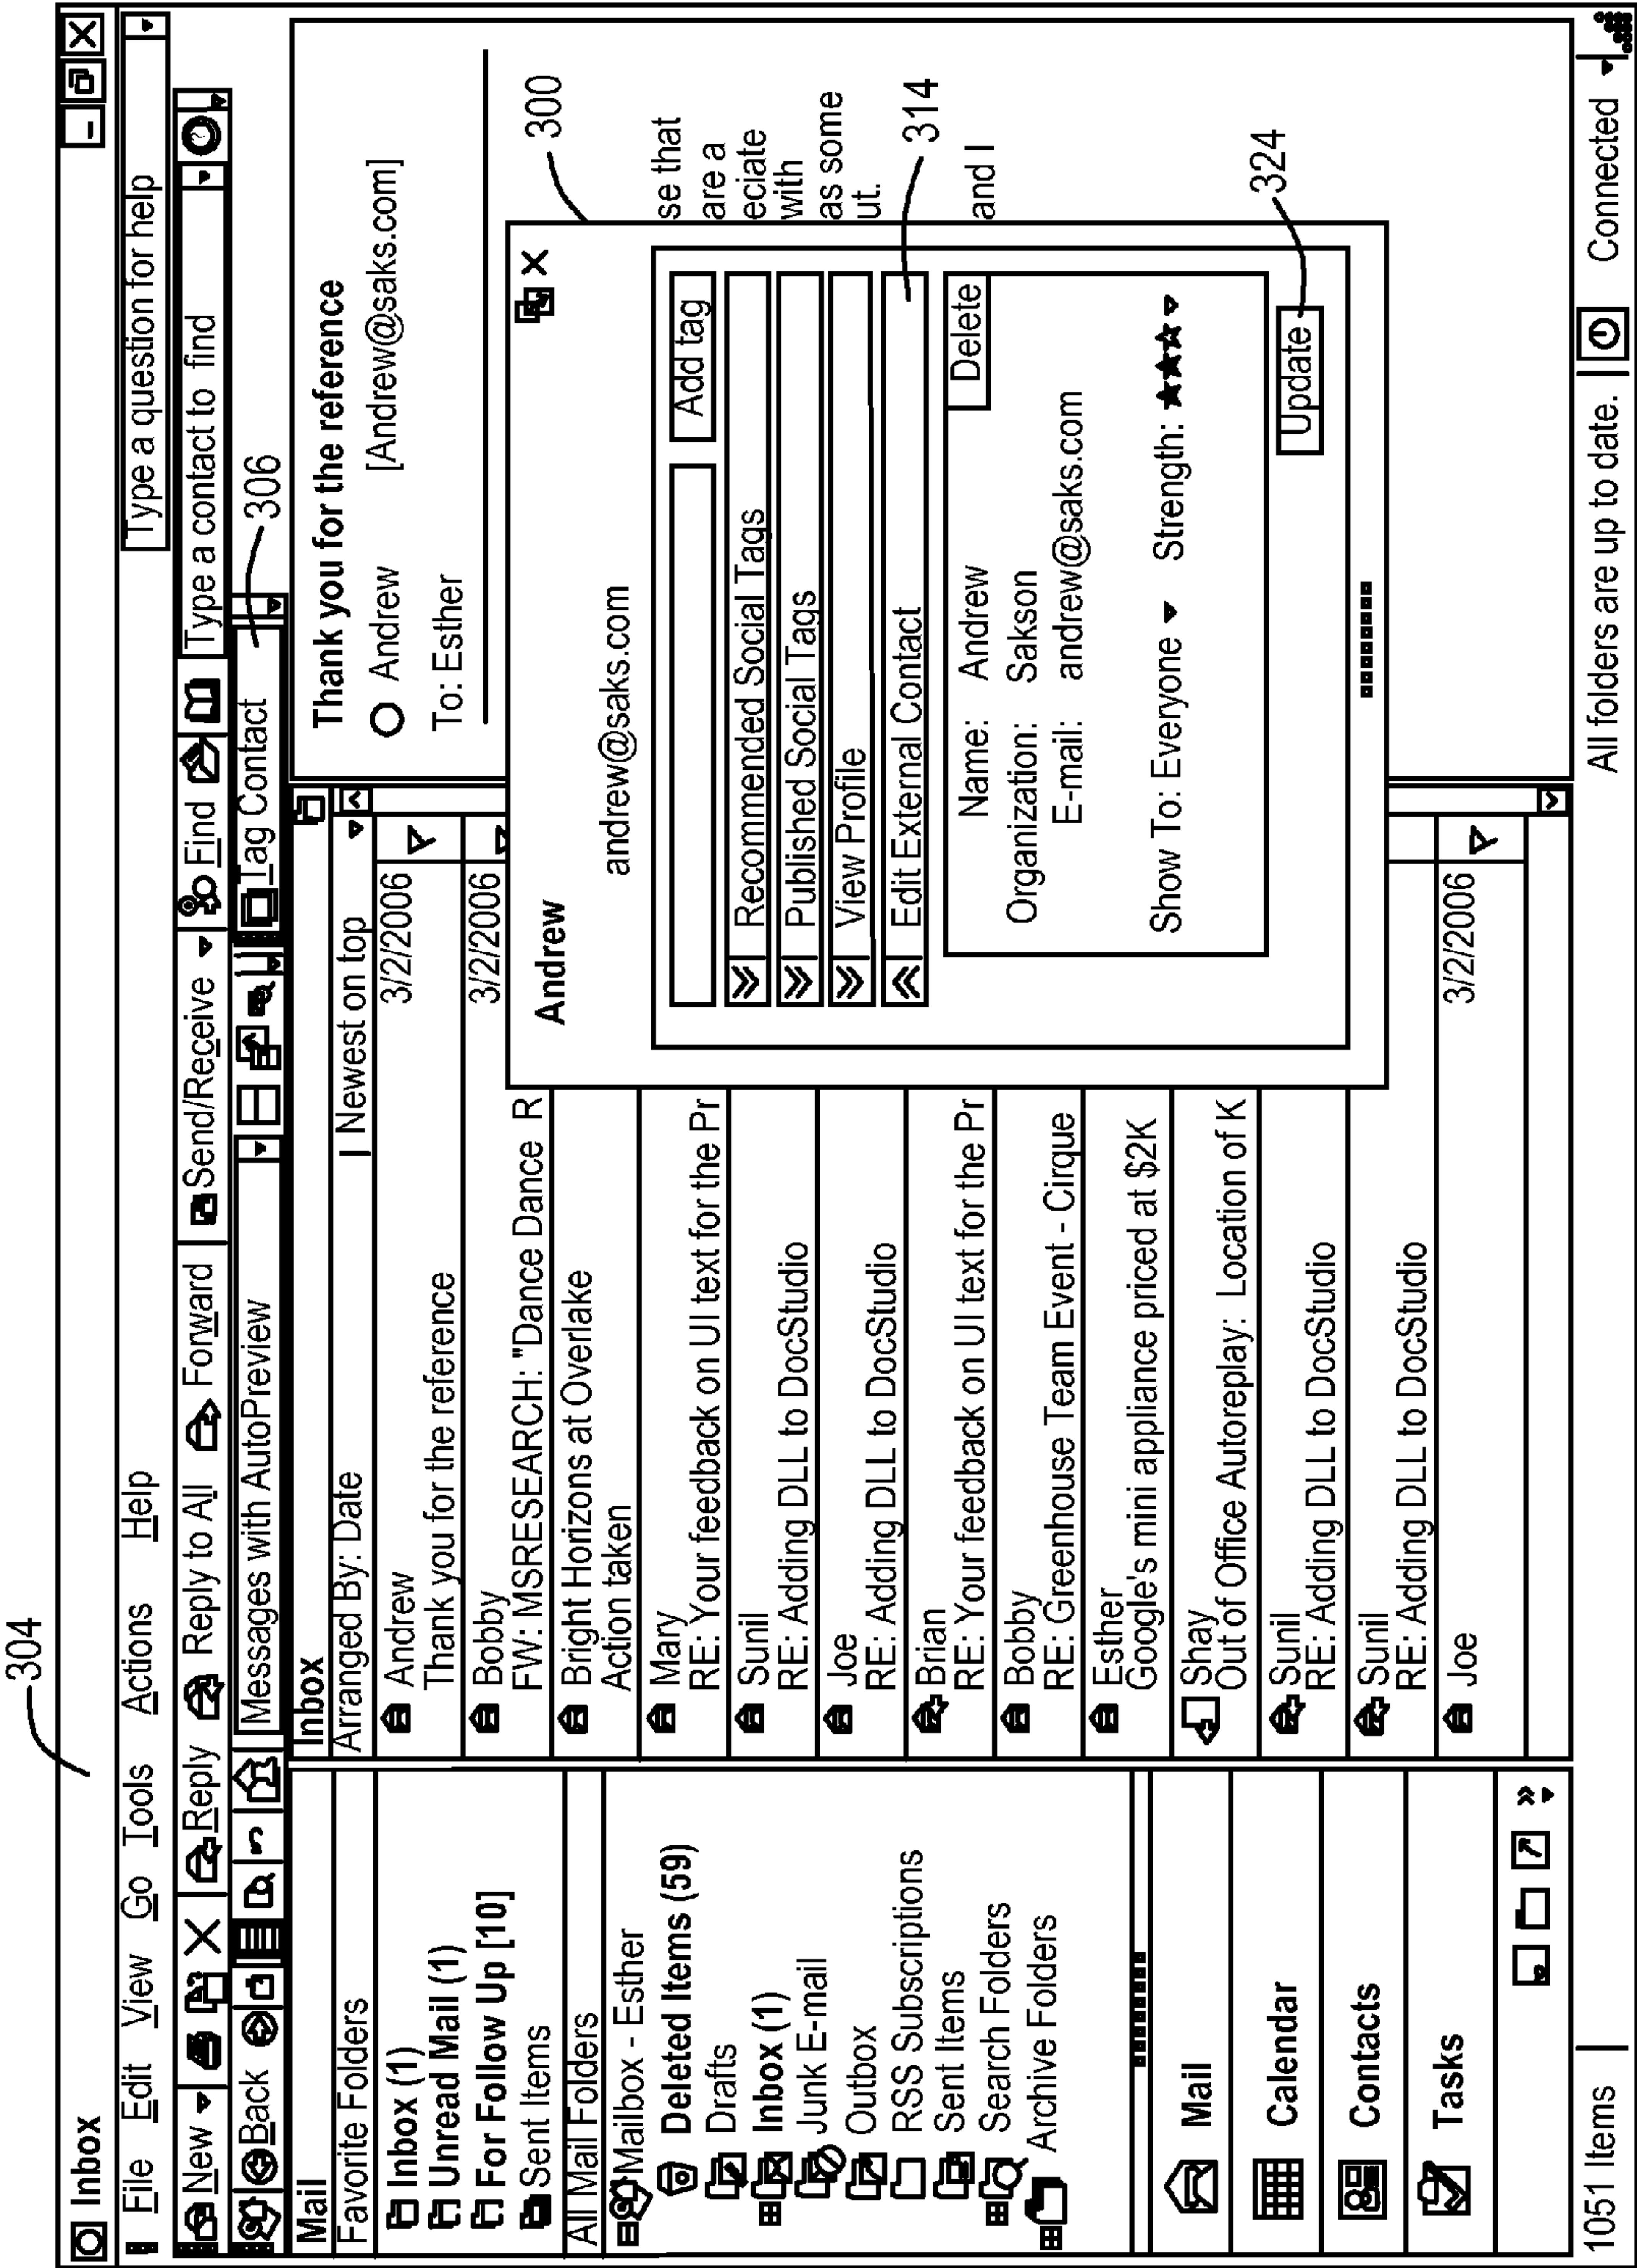 304
Inbox
File Edit View Go Tools Actions Help
Type a question for help
New
Reply Reply to All Forward Send/Receive Find Type a contact to find
Back Messages with AutoPreview Tag Contact
306
Mail
Favorite Folders
Inbox (1)
Unread Mail (1)
For Follow Up [10]
Sent Items
All Mail Folders
Mailbox - Esther
Deleted Items (59)
Drafts
Inbox (1)
Junk E-mail
Outbox
RSS Subscriptions
Sent Items
Search Folders
Archive Folders
Mail
Calendar
Contacts
Tasks
Inbox
Arranged By: Date Newest on top
Andrew 3/2/2006
Thank you for the reference
Bobby 3/2/2006
FW: MSRESEARCH: "Dance Dance R
Bright Horizons at Overlake
Action taken
Mary
RE: Your feedback on UI text for the Pr
Sunil
RE: Adding DLL to DocStudio
Joe
RE: Adding DLL to DocStudio
Brian
RE: Your feedback on UI text for the Pr
Bobby
RE: Greenhouse Team Event - Cirque
Esther
Google's mini appliance priced at $2K
Shay
Out of Office Autoreplay: Location of K
Sunil
RE: Adding DLL to DocStudio
Sunil
RE: Adding DLL to DocStudio
Joe 3/2/2006
Thank you for the reference
Andrew [Andrew@saks.com]
To: Esther
300
Andrew
andrew@saks.com
Add tag
Recommended Social Tags
Published Social Tags
View Profile
Edit External Contact
314
Delete
Name: Andrew
Organization: Sakson
E-mail: andrew@saks.com
Show To: Everyone Strength:
Update
324
se that
are a
eciate
with
as some
ut.
and I
1051 Items All folders are up to date. Connected